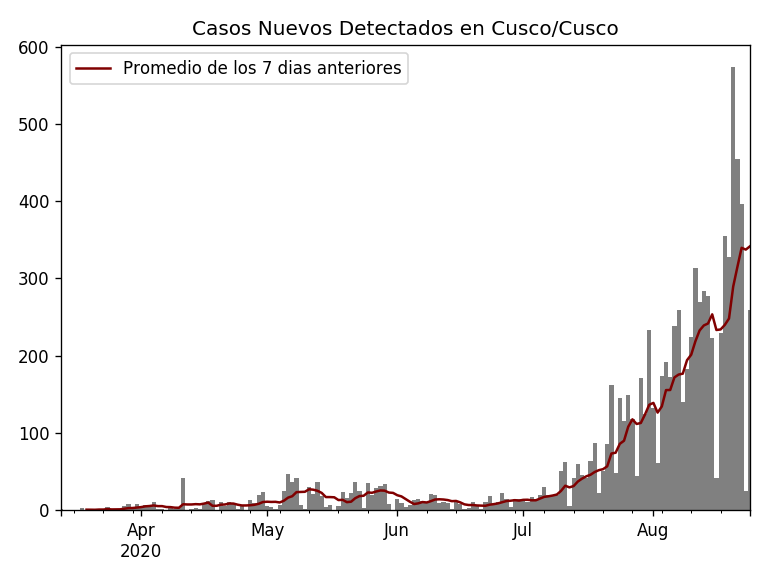 Casos Nuevos Detectados en Cusco/Cusco
Promedio de los 7 dias anteriores
600
500
400
300
200
100
0
Apr
2020
May
Jun
Jul
Aug